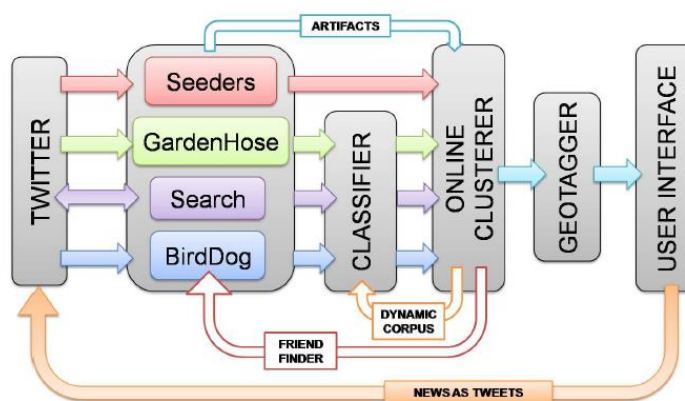 ARTIFACTS
TWITTER
Seeders
GardenHose
Search
BirdDog
CLASSIFIER
ONLINE
CLUSTERER
GEOTAGGER
USER INTERFACE
DYNAMIC
CORPUS
FRIEND
FINDER
NEWS AS TWEETS